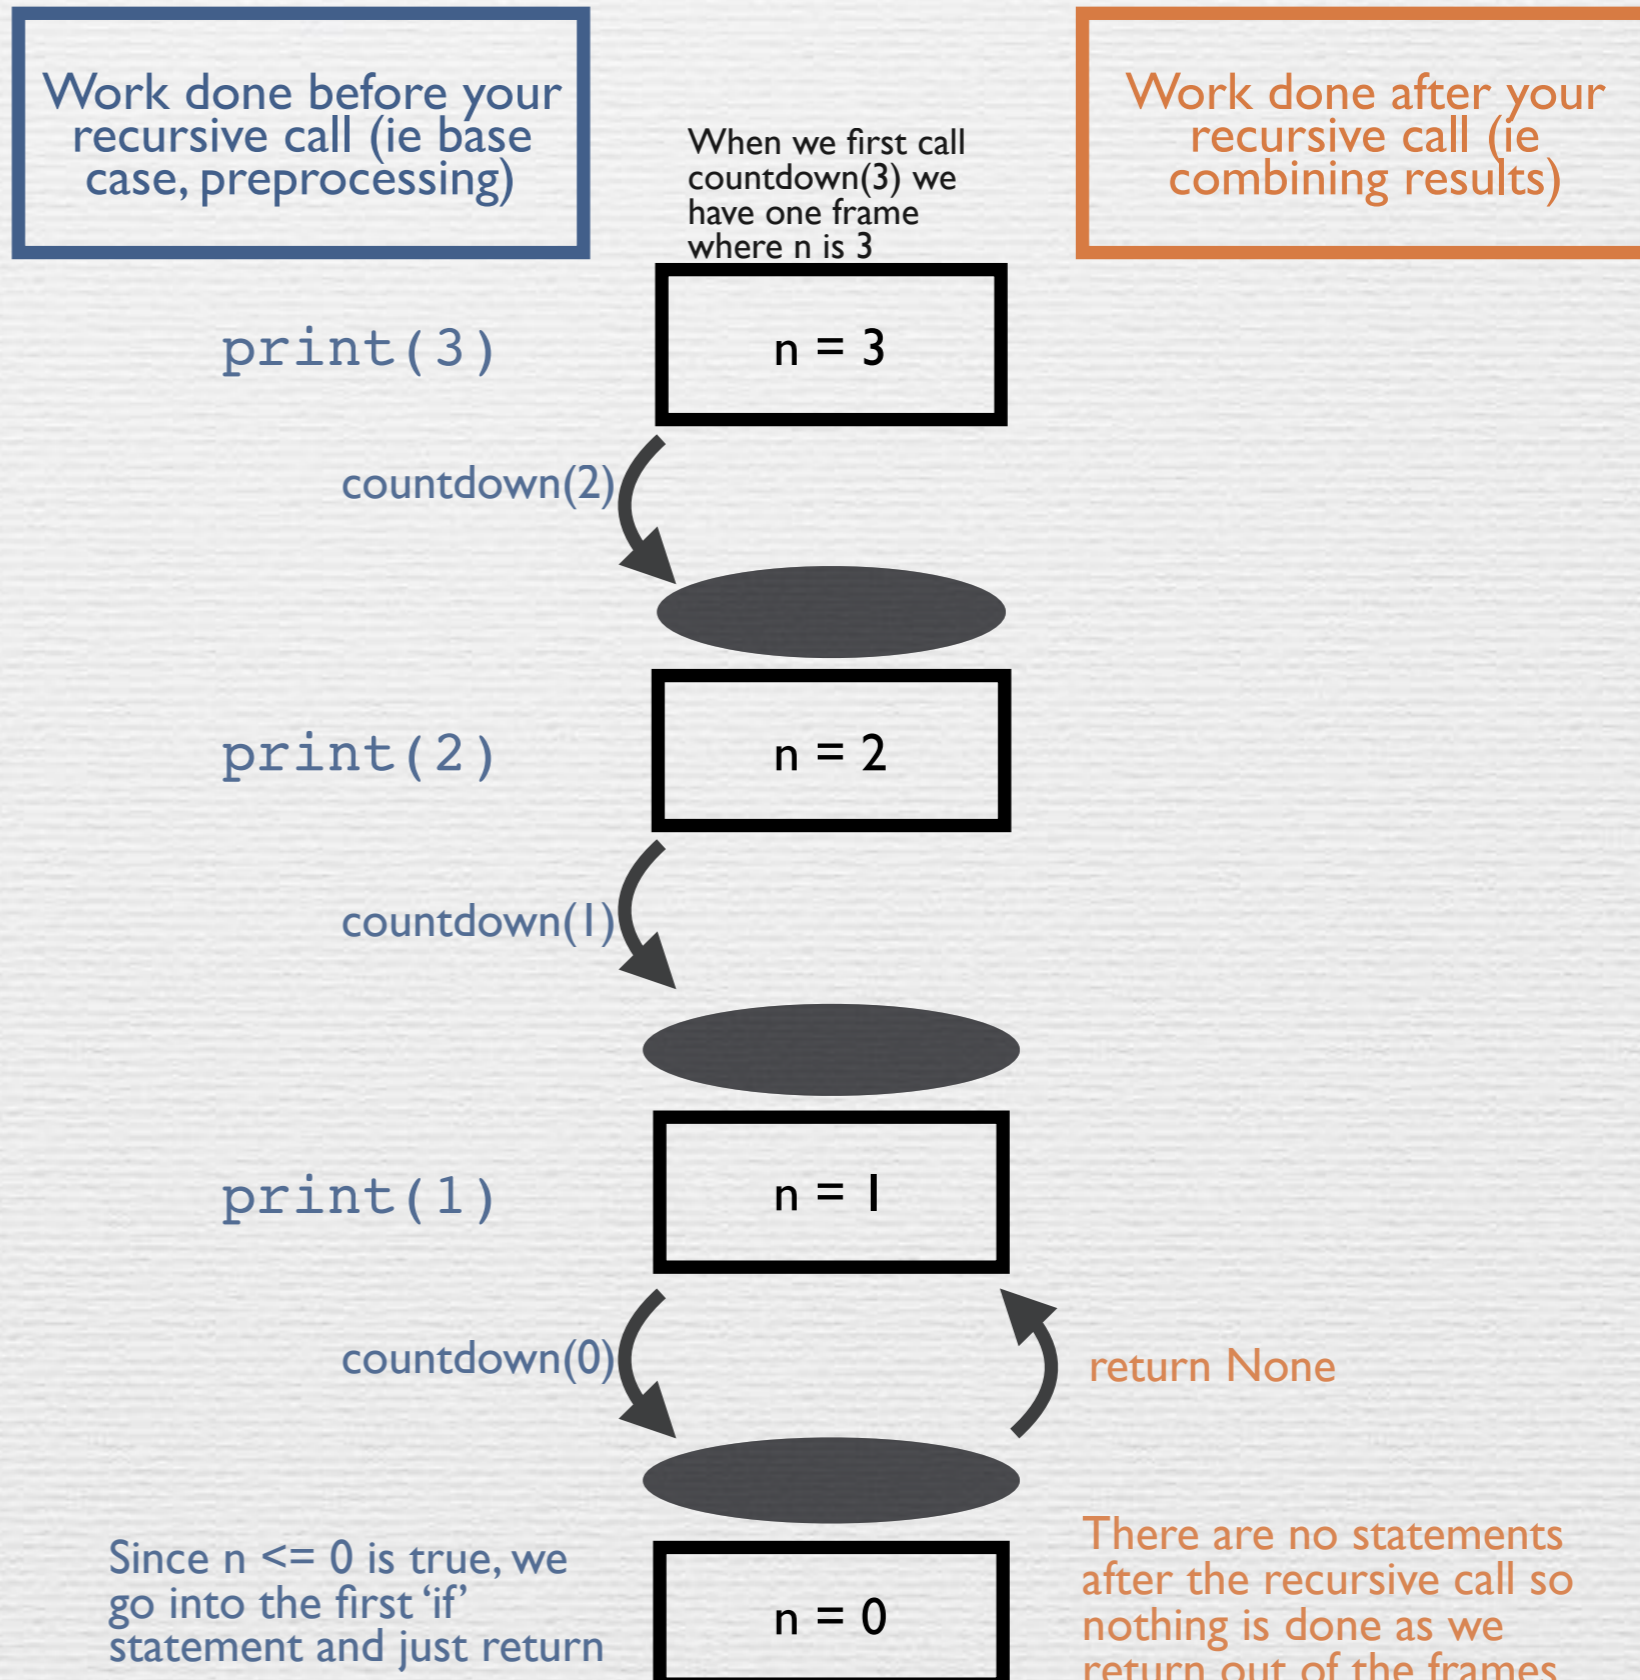 Work done before your
recursive call (ie base
case, preprocessing)
When we first call
countdown(3) we
have one frame
where n is 3
Work done after your
recursive call (ie
combining results)
print(3)
n = 3
countdown(2)
print(2)
n = 2
countdown(1)
print(1)
n = 1
countdown(0)
return None
Since n <= 0 is true, we
go into the first ‘if’
statement and just return
n = 0
There are no statements
after the recursive call so
nothing is done as we
return out of the frames